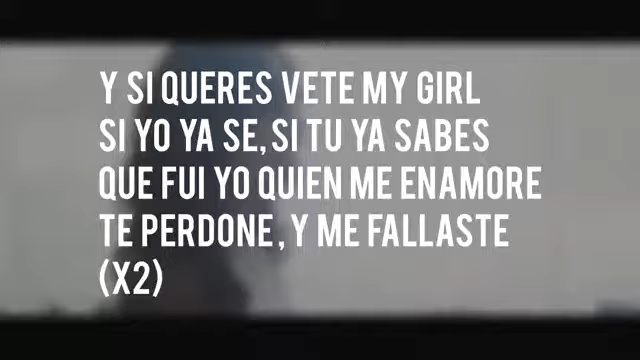 Y SI QUERES VETE MY GIRL
SI YO YA SE, SI TU YA SABES
QUE FUI YO QUIEN ME ENAMORE
TE PERDONE, Y ME FALLASTE
(X2)